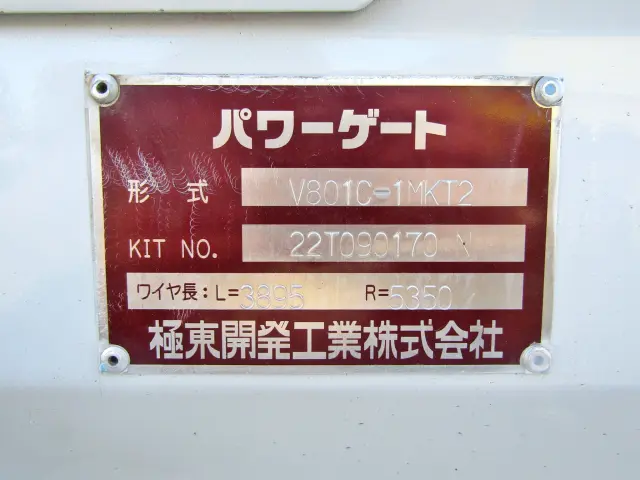 パワーゲート
形 式 V801C-1MKT2
KIT NO. 22T090170 N
ワイヤ長：L=3895 R=5350
極東開発工業株式会社